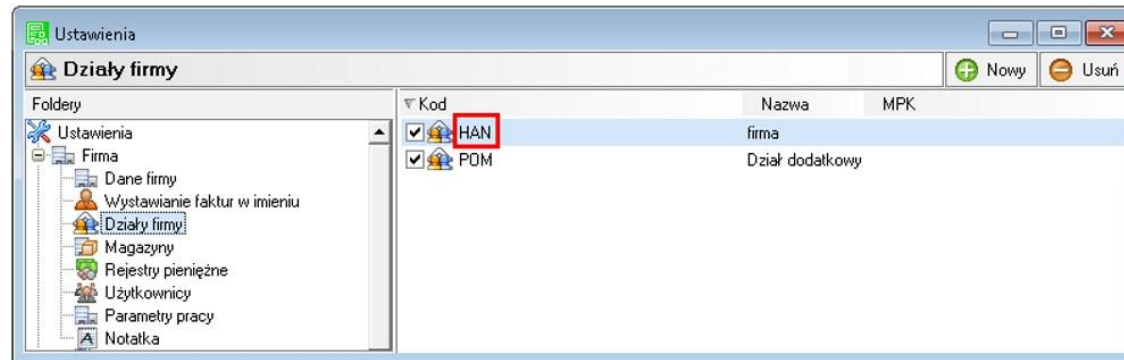 Ustawienia
Działy firmy Nowy Usuń
Foldery
Ustawienia
Firma
Dane firmy
Wystawianie faktur w imieniu
Działy firmy
Magazyny
Rejestry pieniężne
Użytkownicy
Parametry pracy
Notatka
Kod Nazwa MPK
HAN firma
POM Dział dodatkowy